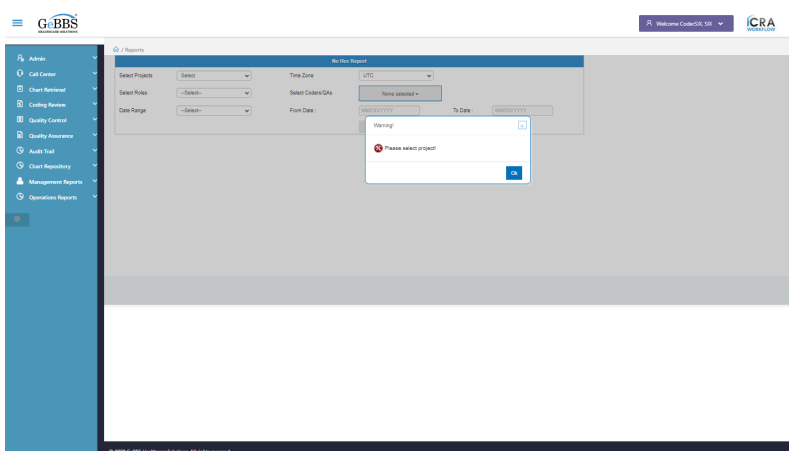 GeBBS
HEALTHCARE SOLUTIONS
Welcome CoderSIX, SIX
iCRA
WORKFLOW
/ Reports
Admin
Call Center
Chart Retrieval
Coding Review
Quality Control
Quality Assurance
Audit Trail
Chart Repository
Management Reports
Operations Reports
No Hcc Report
Select Projects Select Time Zone UTC
Select Roles --Select-- Select Coders/QAs None selected
Date Range --Select-- From Date : MM/DD/YYYY To Date : MM/DD/YYYY
Warning! x
Please select project!
Ok